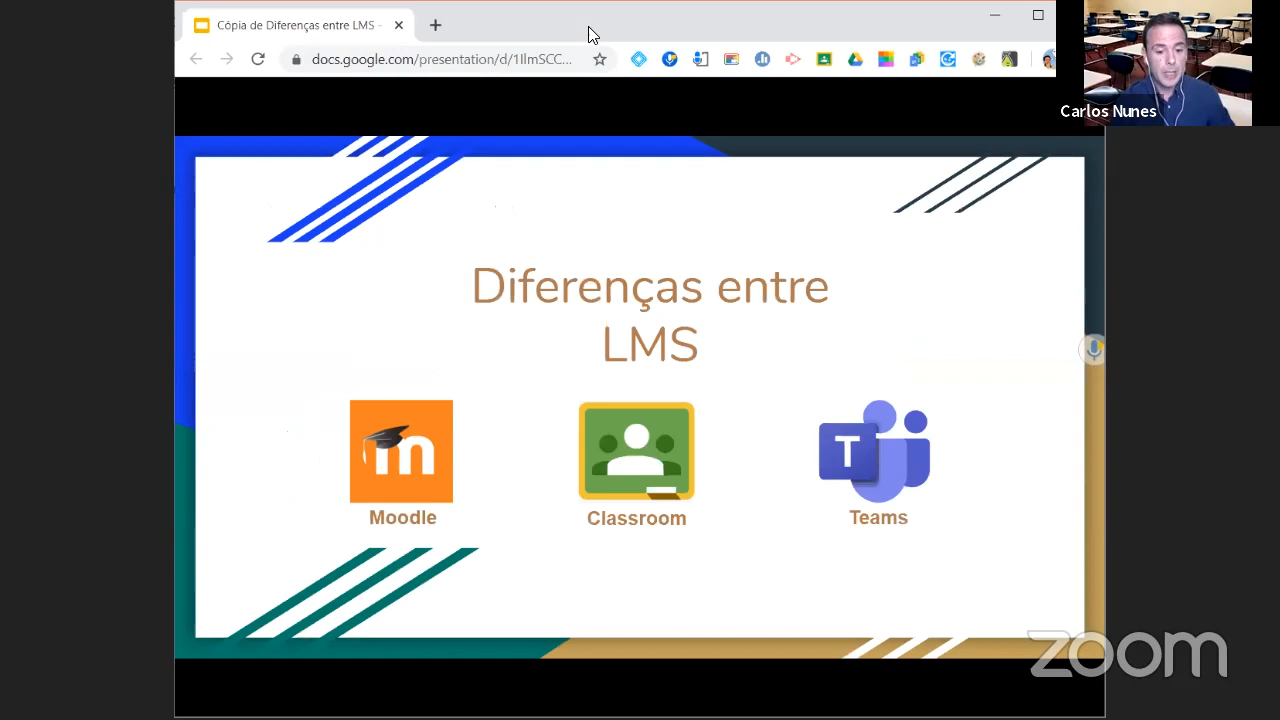 Cópia de Diferenças entre LMS -
docs.google.com/presentation/d/1IlmSCC...
Carlos Nunes
Diferenças entre
LMS
m
T
Moodle
Classroom
Teams
zoom